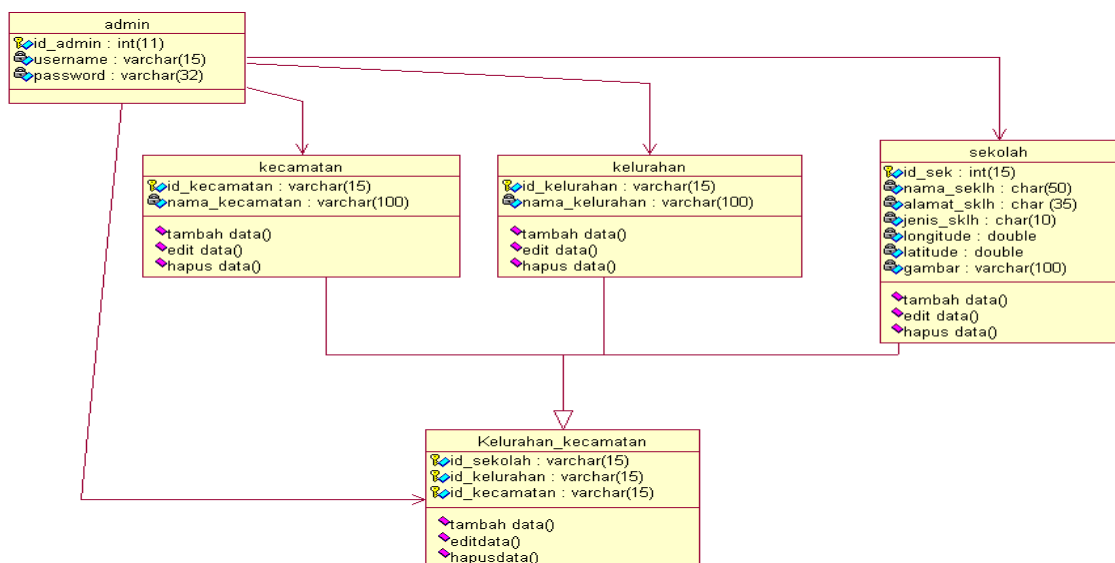 admin
id_admin : int(11)
username : varchar(15)
password : varchar(32)
kecamatan
id_kecamatan : varchar(15)
nama_kecamatan : varchar(100)
tambah data()
edit data()
hapus data()
kelurahan
id_kelurahan : varchar(15)
nama_kelurahan : varchar(100)
tambah data()
edit data()
hapus data()
sekolah
id_sek : int(15)
nama_seklh : char(50)
alamat_sklh : char (35)
jenis_sklh : char(10)
longitude : double
latitude : double
gambar : varchar(100)
tambah data()
edit data()
hapus data()
Kelurahan_kecamatan
id_sekolah : varchar(15)
id_kelurahan : varchar(15)
id_kecamatan : varchar(15)
tambah data()
editdata()
hapusdata()